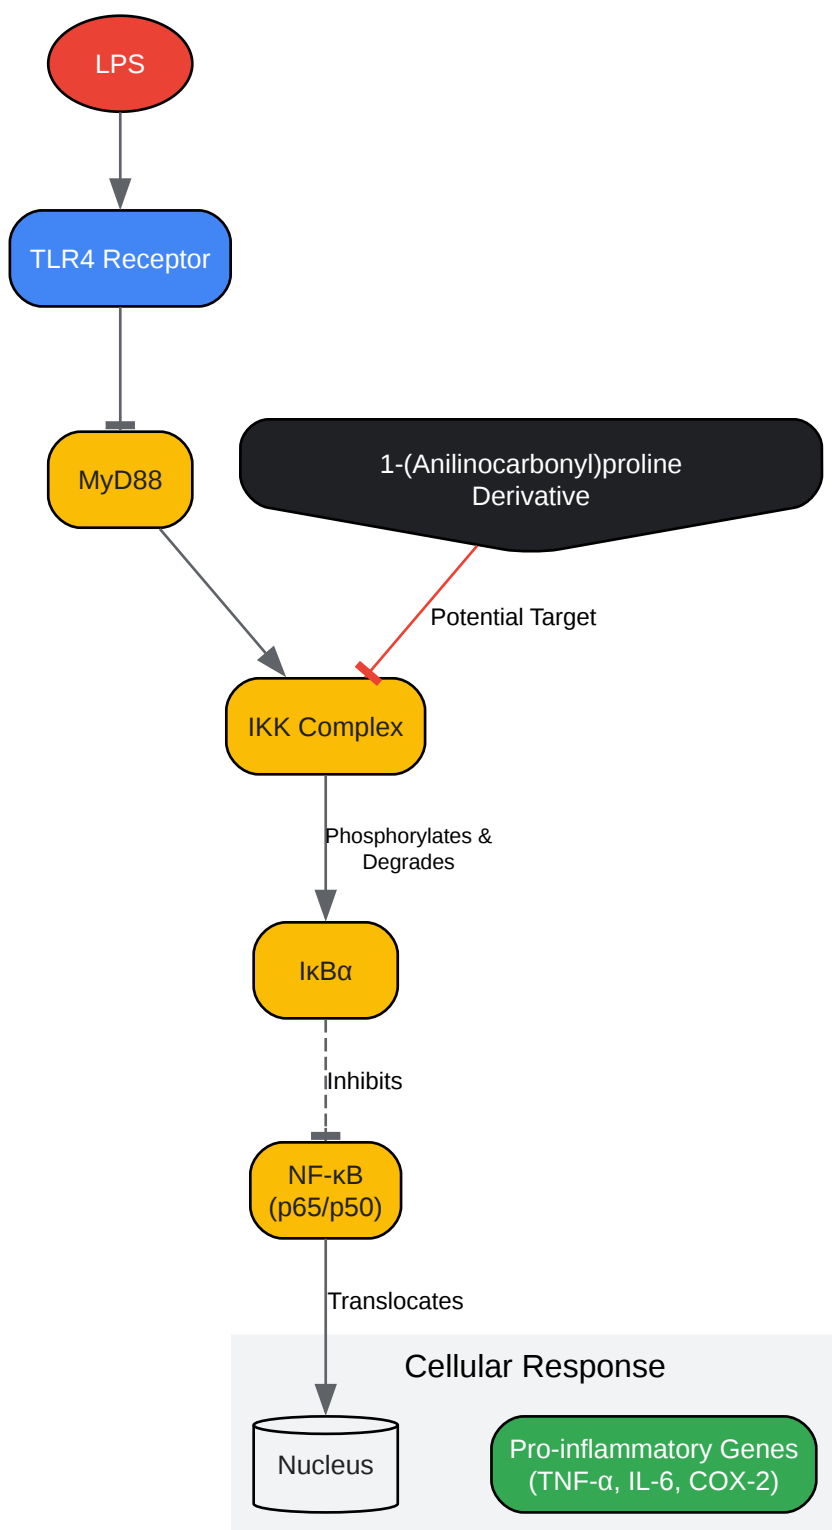 LPS
TLR4 Receptor
MyD88
1-(Anilinocarbonyl)proline
Derivative
Potential Target
IKK Complex
Phosphorylates &
Degrades
IκBα
Inhibits
NF-κB
(p65/p50)
Translocates
Cellular Response
Nucleus
Pro-inflammatory Genes
(TNF-α, IL-6, COX-2)